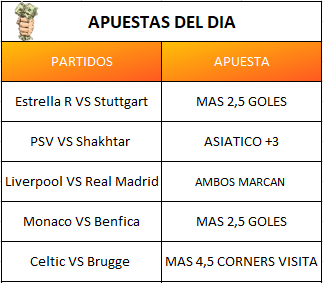 APUESTAS DEL DIA
PARTIDOS APUESTA
Estrella R VS Stuttgart MAS 2,5 GOLES
PSV VS Shakhtar ASIATICO +3
Liverpool VS Real Madrid AMBOS MARCAN
Monaco VS Benfica MAS 2,5 GOLES
Celtic VS Brugge MAS 4,5 CORNERS VISITA